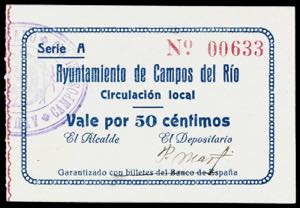 Serie A Nº 00633
Ayuntamiento de Campos del Río
Circulación local
Vale por 50 céntimos
El Alcalde El Depositario
Garantizado con billetes del Banco de España